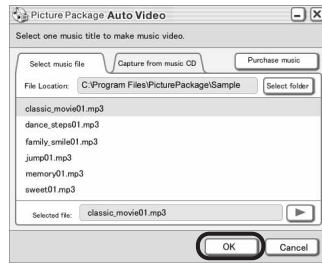 Picture Package Auto Video
Select one music title to make music video.
Select music file
Capture from music CD
Purchase music
File Location: C:\Program Files\PicturePackage\Sample
Select folder
classic_movie01.mp3
dance_steps01.mp3
family_smile01.mp3
jump01.mp3
memory01.mp3
sweet01.mp3
Selected file: classic_movie01.mp3
OK
Cancel